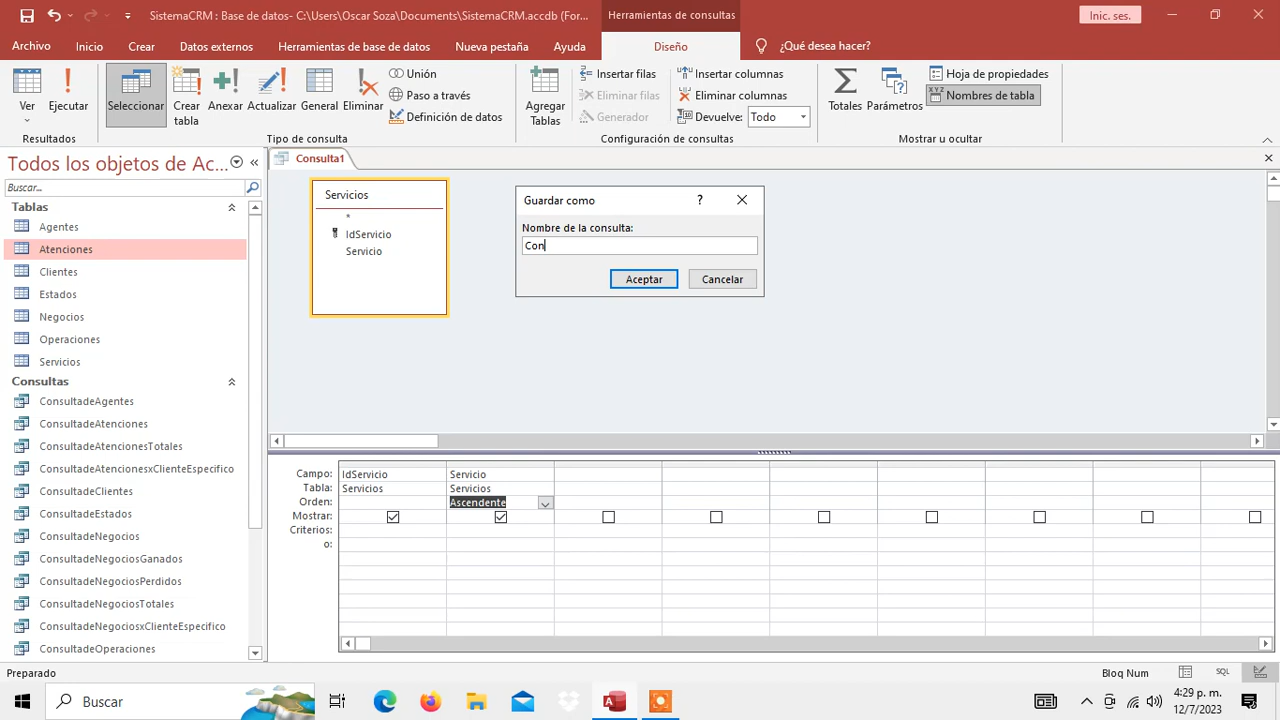 SistemaCRM : Base de datos- C:\Users\Oscar Soza\Documents\SistemaCRM.accdb (For...
Herramientas de consultas
Inic. ses.
Archivo
Inicio
Crear
Datos externos
Herramientas de base de datos
Nueva pestaña
Ayuda
Diseño
¿Qué desea hacer?
Ver
Ejecutar
Resultados
Seleccionar
Crear tabla
Anexar
Actualizar
General
Eliminar
Unión
Paso a través
Definición de datos
Tipo de consulta
Agregar Tablas
Insertar filas
Eliminar filas
Generador
Insertar columnas
Eliminar columnas
Devuelve: Todo
Configuración de consultas
Totales
Parámetros
Hoja de propiedades
XYZ Nombres de tabla
Mostrar u ocultar
Todos los objetos de Ac...
Buscar...
Tablas
Agentes
Atenciones
Clientes
Estados
Negocios
Operaciones
Servicios
Consultas
ConsultadeAgentes
ConsultadeAtenciones
ConsultadeAtencionesTotales
ConsultadeAtencionesxClienteEspecifico
ConsultadeClientes
ConsultadeEstados
ConsultadeNegocios
ConsultadeNegociosGanados
ConsultadeNegociosPerdidos
ConsultadeNegociosTotales
ConsultadeNegociosxClienteEspecifico
ConsultadeOperaciones
Consulta1
Servicios
*
IdServicio
Servicio
Guardar como
?
Nombre de la consulta:
Con
Aceptar
Cancelar
Campo: IdServicio Servicio
Tabla: Servicios Servicios
Orden: Ascendente
Mostrar:
Criterios:
o:
Preparado
Bloq Num
SQL
Buscar
4:29 p. m.
12/7/2023